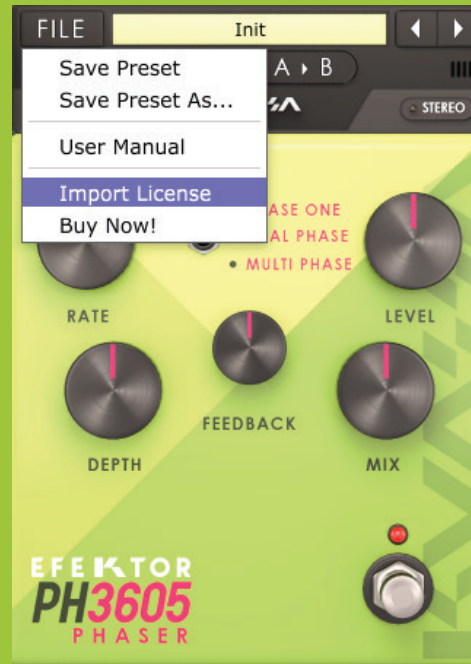 FILE
Init
Save Preset
A ▸ B
Save Preset As...
STEREO
User Manual
Import License
ASE ONE
Buy Now!
AL PHASE
• MULTI PHASE
RATE
LEVEL
FEEDBACK
DEPTH
MIX
EFEKTOR
PH3605
PHASER